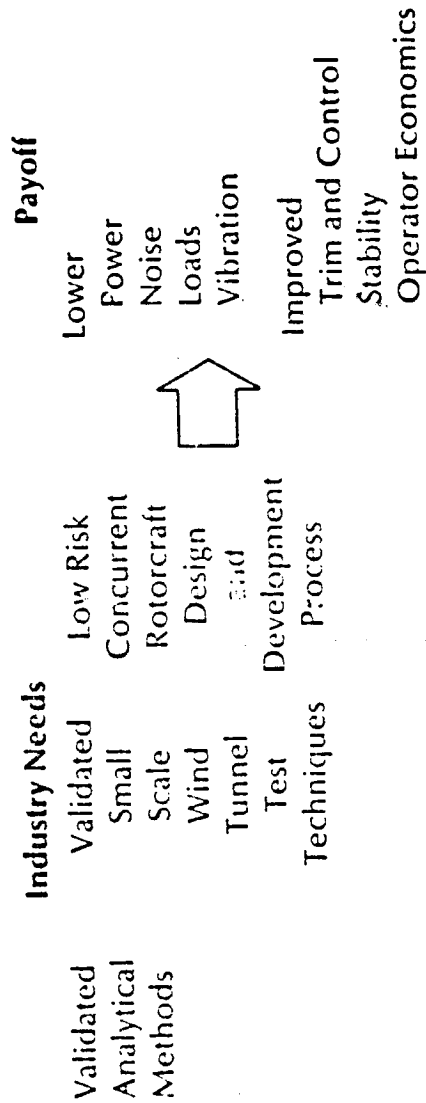 Industry Needs
Validated
Analytical
Methods
Validated
Small
Scale
Wind
Tunnel
Test
Techniques
Low Risk
Concurrent
Rotorcraft
Design
and
Development
Process
Payoff
Lower
Power
Noise
Loads
Vibration
Improved
Trim and Control
Stability
Operator Economics